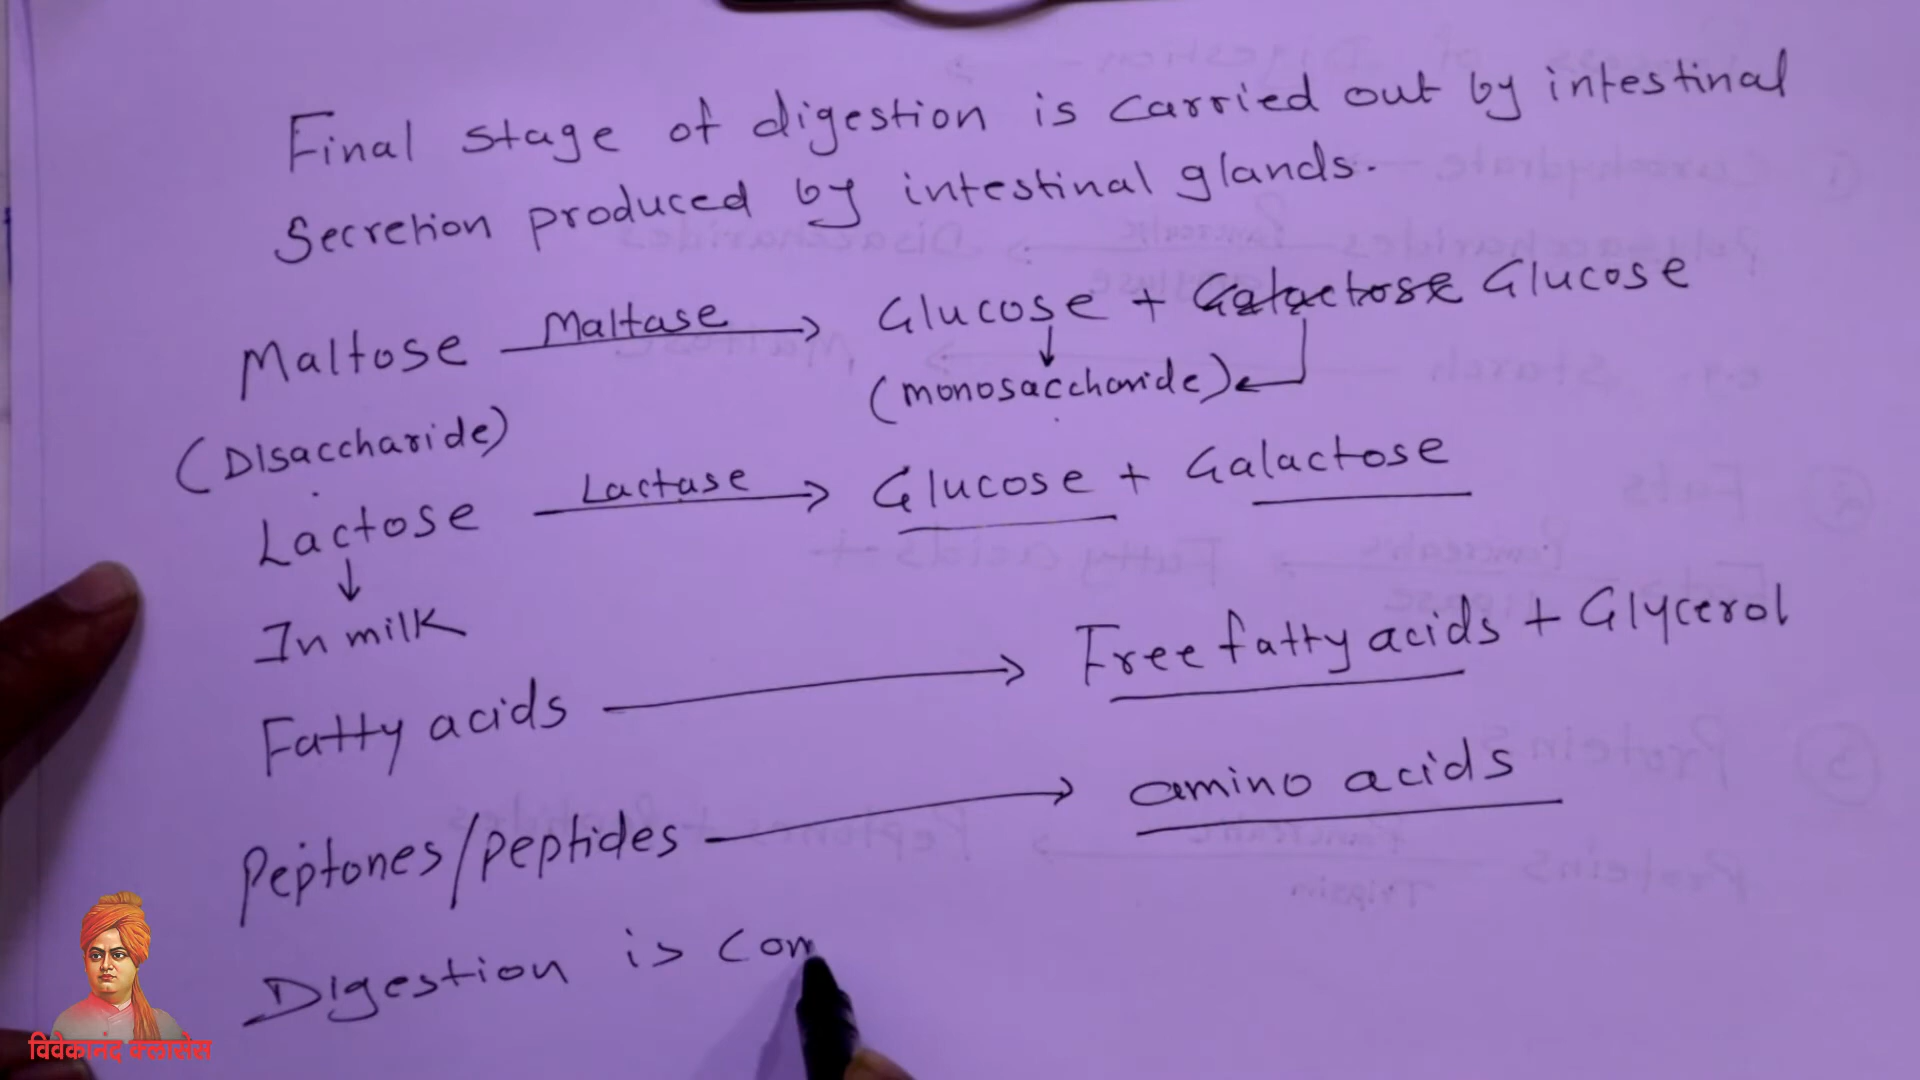 Final stage of digestion is carried out by intestinal
Secretion produced by intestinal glands.
Maltose Maltase Glucose + Galactose Glucose
(monosaccharide)
(Disaccharide)
Lactose Lactase Glucose + Galactose
In milk
Fatty acids Free fatty acids + Glycerol
Peptones/peptides amino acids
Digestion is com
विवेकानंद क्लासेस